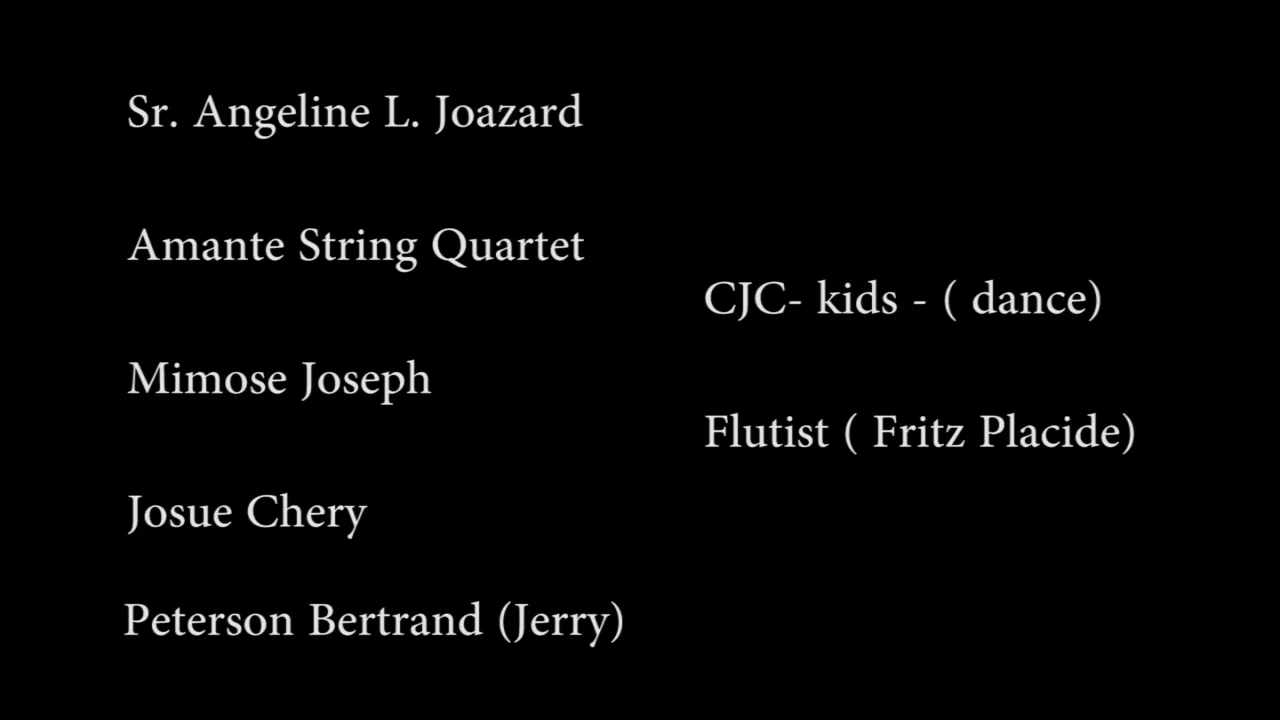 Sr. Angeline L. Joazard
Amante String Quartet
Mimose Joseph
Josue Chery
Peterson Bertrand (Jerry)
CJC- kids - ( dance)
Flutist ( Fritz Placide)